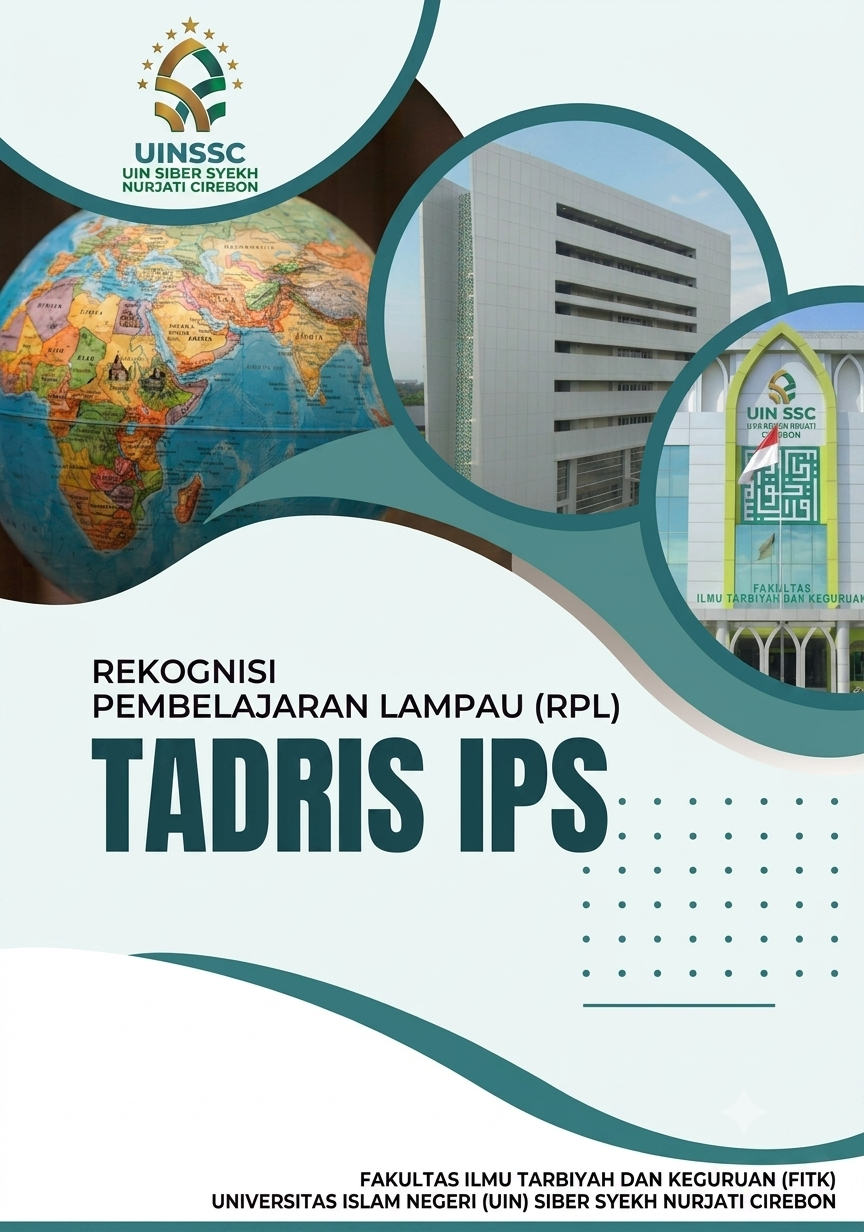 UINSSC
UIN SIBER SYEKH
NURJATI CIREBON
UIN SSC
FAKULTAS
ILMU TARBIYAH DAN KEGURUAN
REKOGNISI
PEMBELAJARAN LAMPAU (RPL)
TADRIS IPS
FAKULTAS ILMU TARBIYAH DAN KEGURUAN (FITK)
UNIVERSITAS ISLAM NEGERI (UIN) SIBER SYEKH NURJATI CIREBON